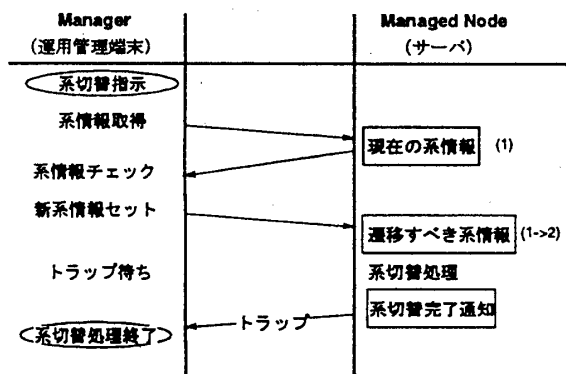 Manager
(運用管理端末)
Managed Node
(サーバ)
系切替指示
系情報取得
現在の系情報 (1)
系情報チェック
新系情報セット
遷移すべき系情報 (1->2)
トラップ待ち
系切替処理
系切替完了通知
トラップ
系切替処理終了